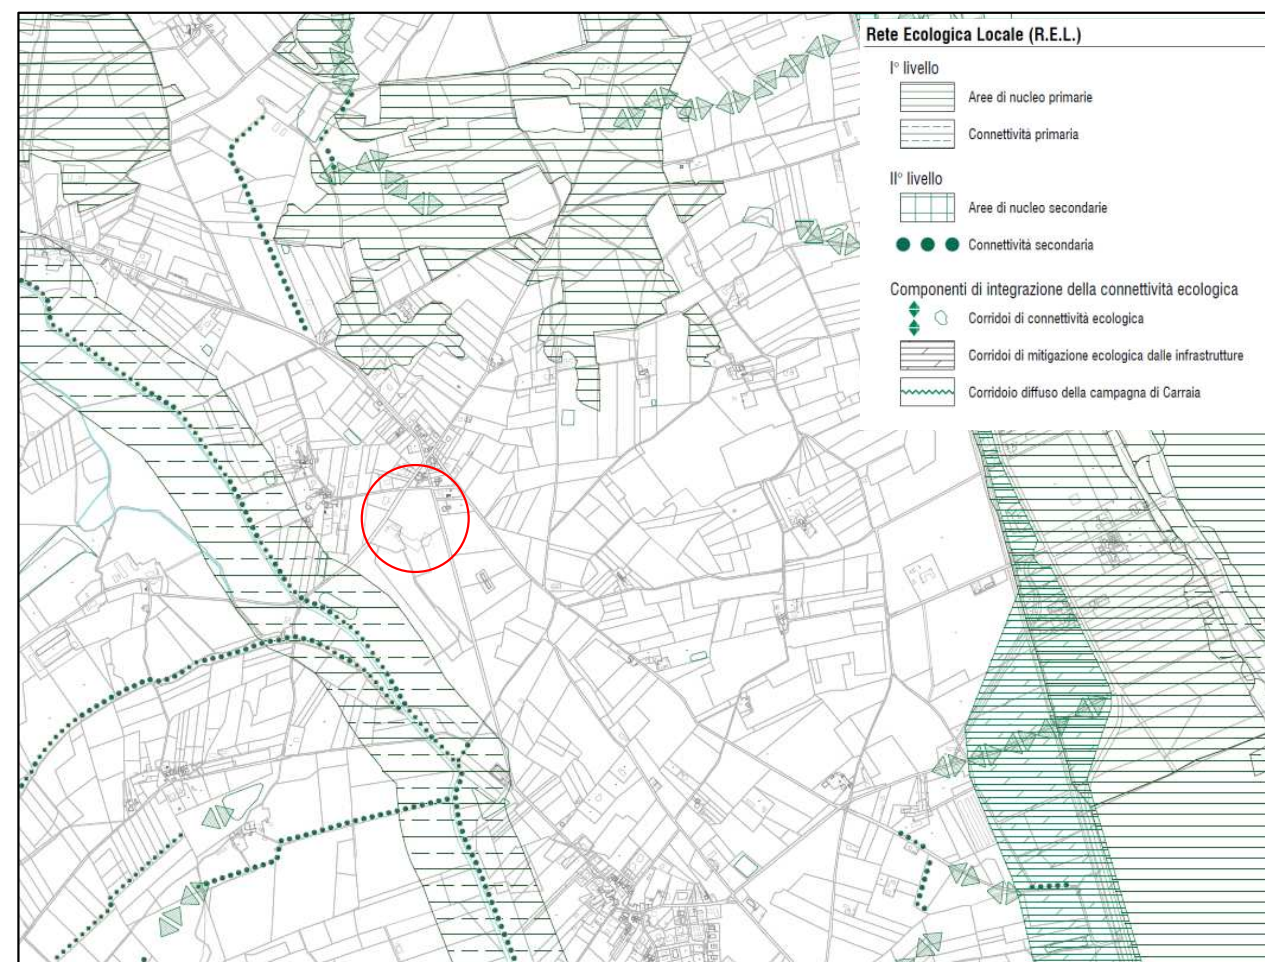 Rete Ecologica Locale (R.E.L.)
I° livello
Aree di nucleo primarie
Connettività primaria
II° livello
Aree di nucleo secondarie
Connettività secondaria
Componenti di integrazione della connettività ecologica
Corridoi di connettività ecologica
Corridoi di mitigazione ecologica dalle infrastrutture
Corridoio diffuso della campagna di Carraia